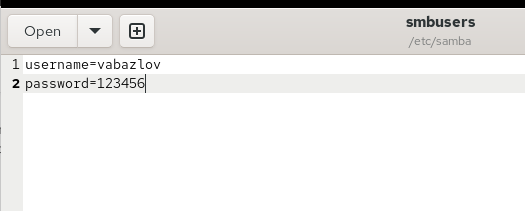 Open
smbusers
/etc/samba
1 username=vabazlov
2 password=123456